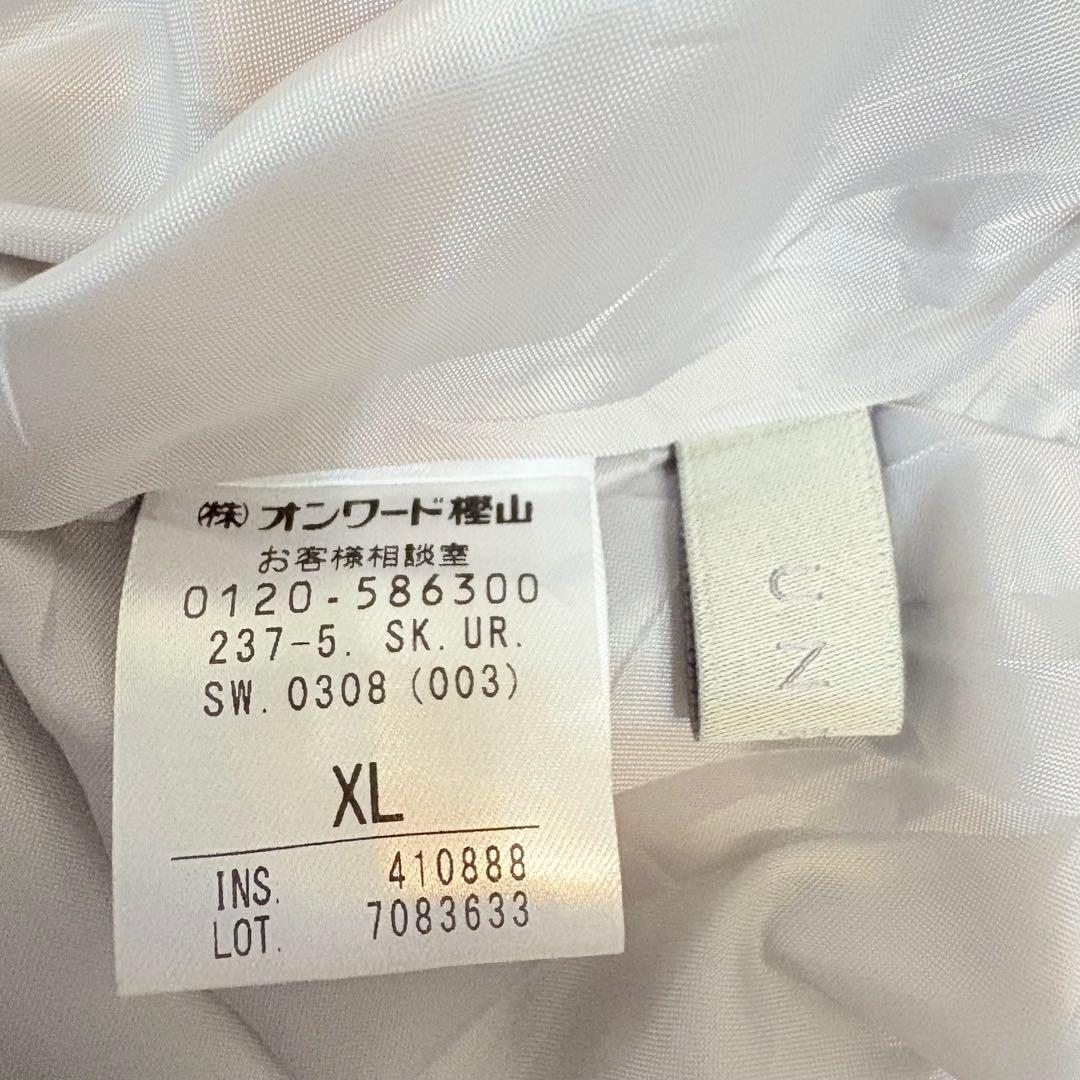 ㈱オンワード樫山
お客様相談室
0120-586300
237-5. SK. UR.
SW. 0308 (003)
XL
INS. 410888
LOT. 7083633
UN